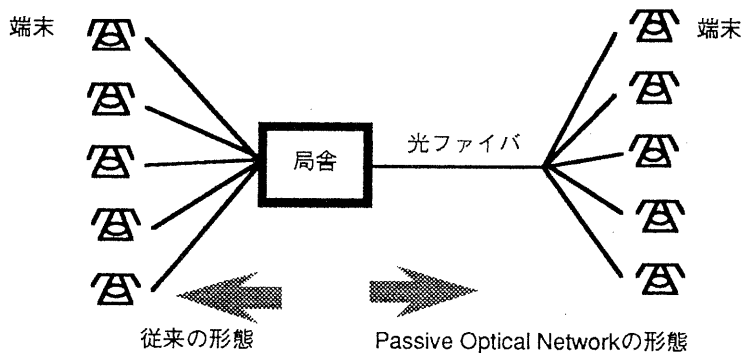 端末
端末
局舎
光ファイバ
従来の形態
Passive Optical Networkの形態